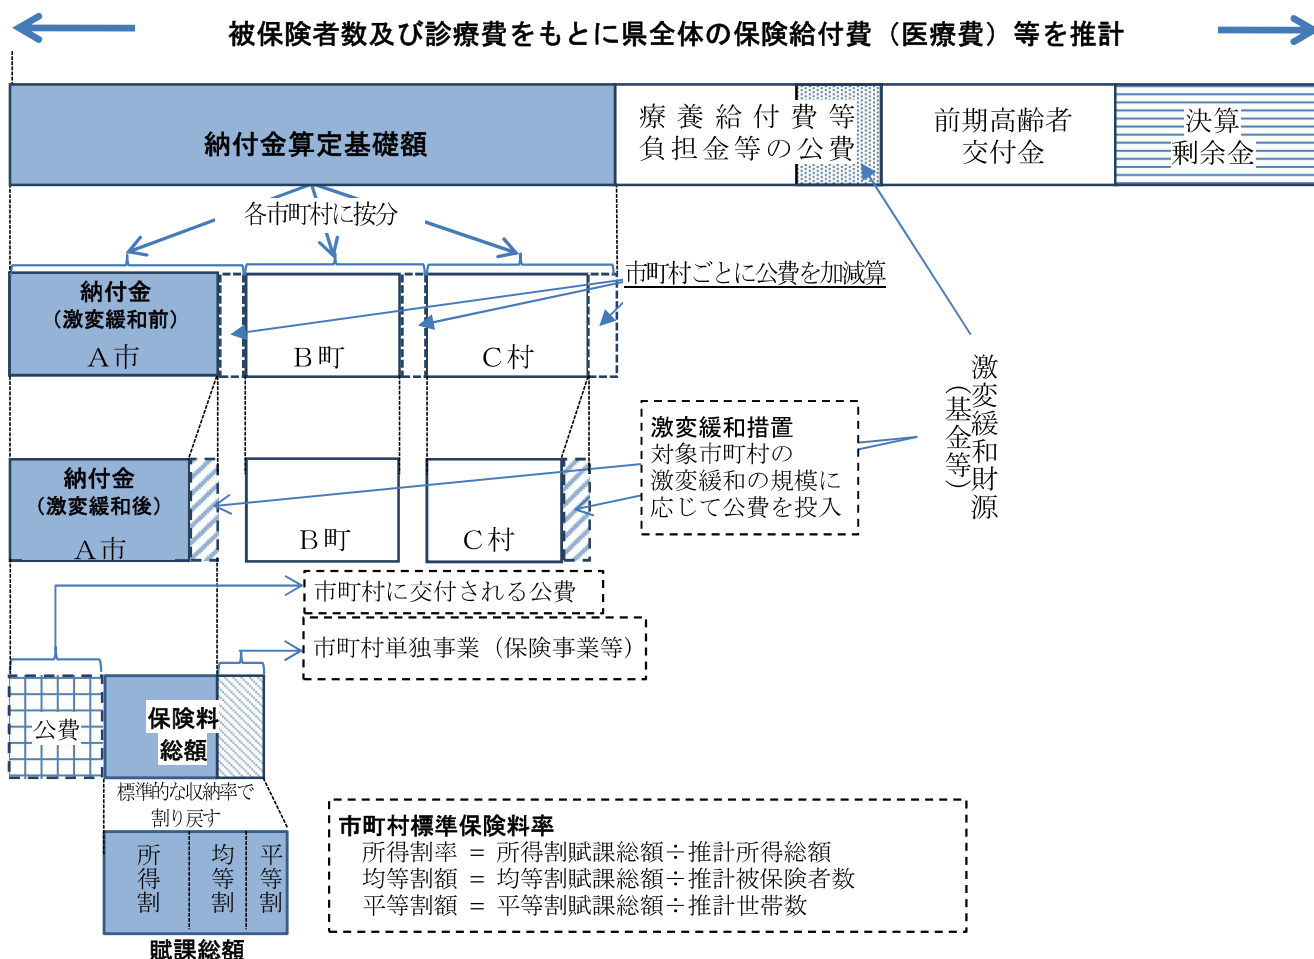 被保険者数及び診療費をもとに県全体の保険給付費（医療費）等を推計
納付金算定基礎額
療養給付費等
負担金等の公費
前期高齢者
交付金
決算
剰余金
各市町村に按分
市町村ごとに公費を加減算
納付金
（激変緩和前）
A市
B町
C村
激変緩和財源
（基金等）
激変緩和措置
対象市町村の
激変緩和の規模に
応じて公費を投入
納付金
（激変緩和後）
A市
B町
C村
市町村に交付される公費
市町村単独事業（保険事業等）
公費
保険料
総額
標準的な収納率で
割り戻す
所得割
均等割
平等割
賦課総額
市町村標準保険料率
所得割率 ＝ 所得割賦課総額÷推計所得総額
均等割額 ＝ 均等割賦課総額÷推計被保険者数
平等割額 ＝ 平等割賦課総額÷推計世帯数